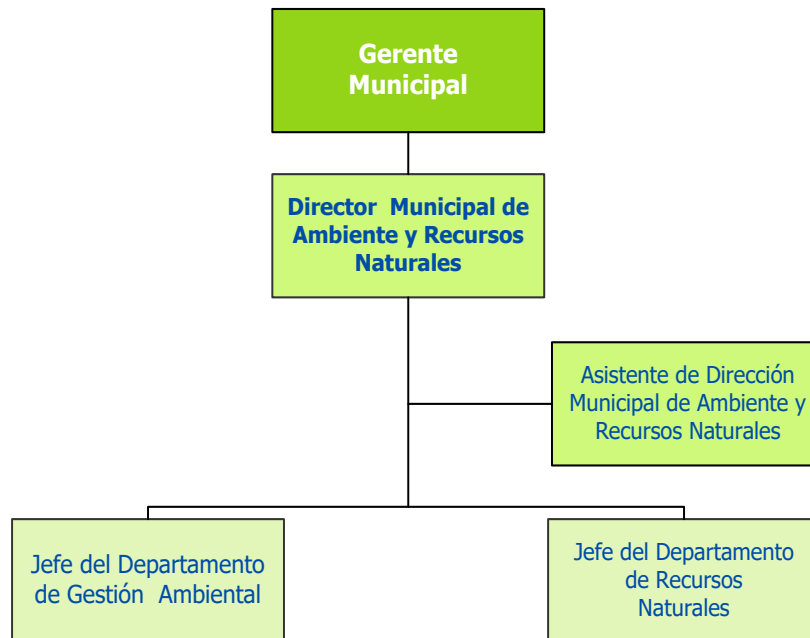 Gerente
Municipal
Director Municipal de
Ambiente y Recursos
Naturales
Asistente de Dirección
Municipal de Ambiente y
Recursos Naturales
Jefe del Departamento
de Gestión Ambiental
Jefe del Departamento
de Recursos
Naturales